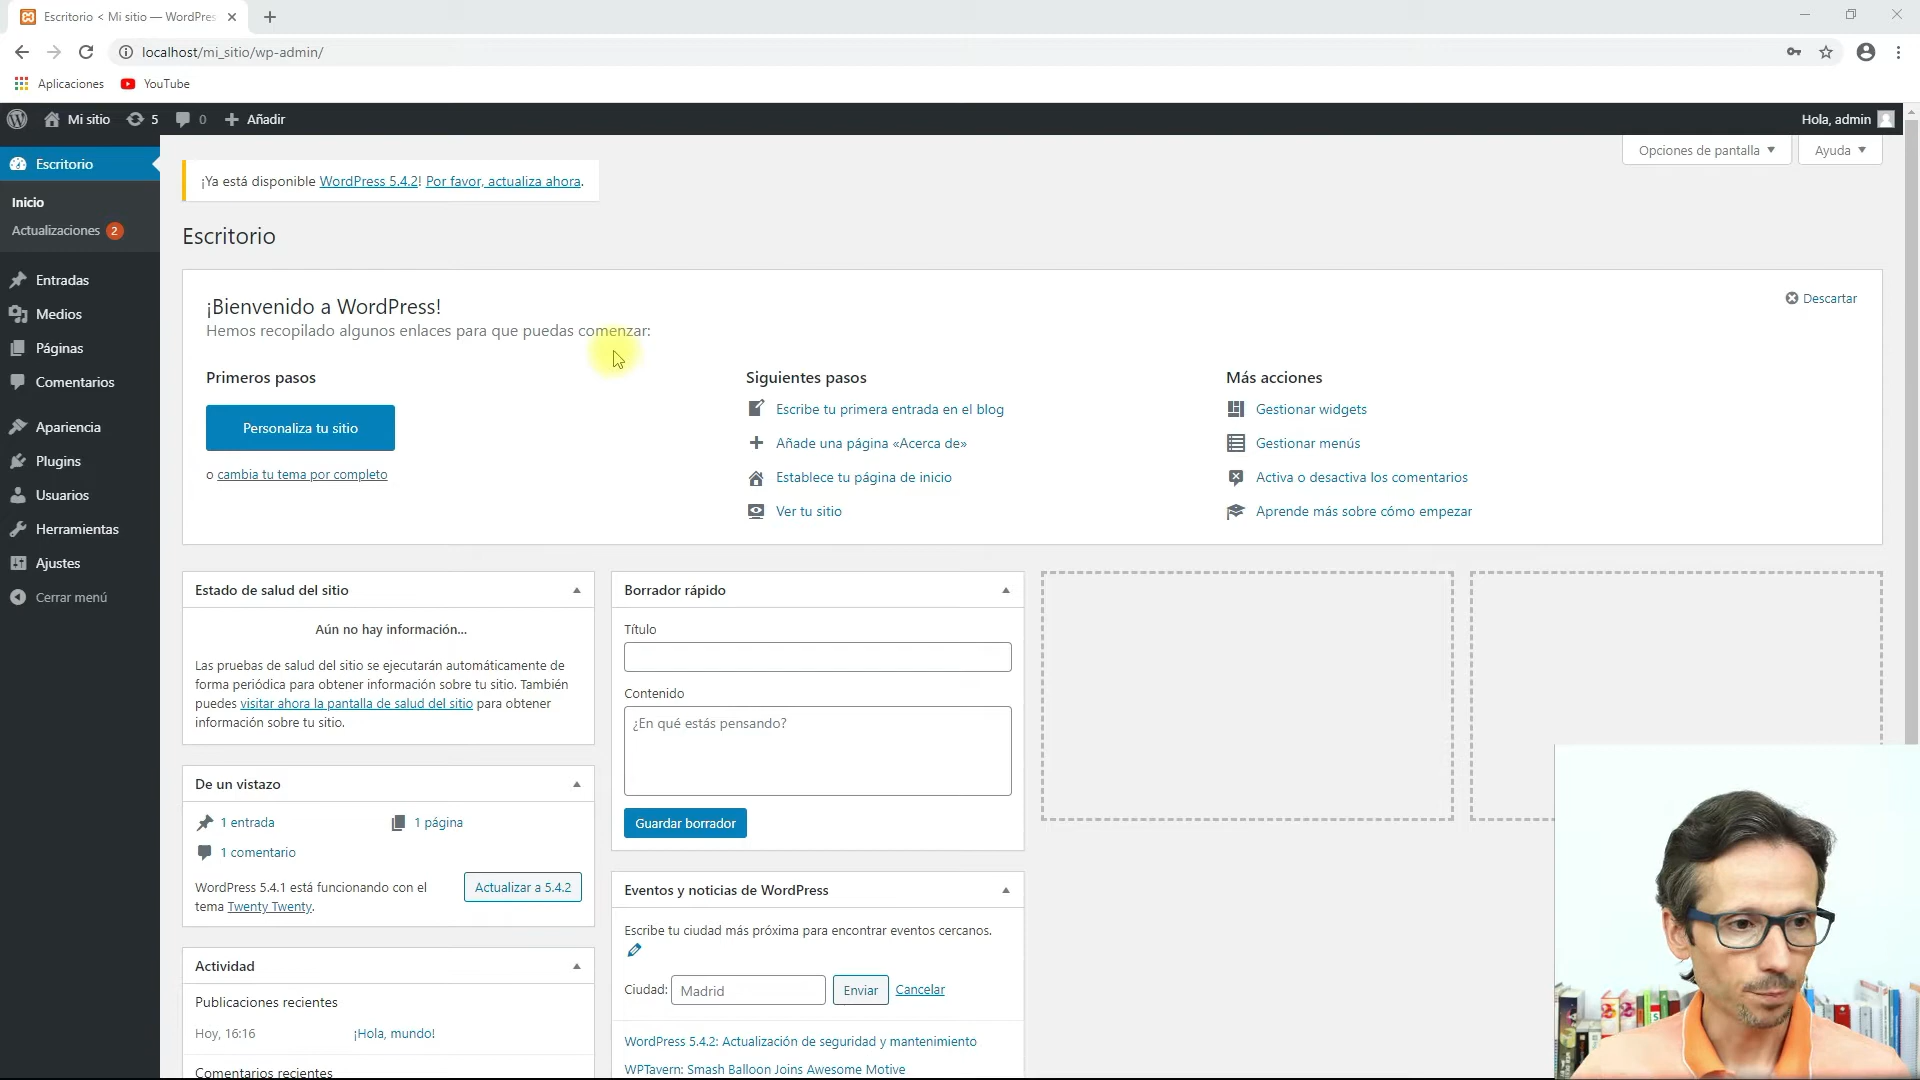 Escritorio < Mi sitio — WordPres
localhost/mi_sitio/wp-admin/
Aplicaciones
YouTube
Mi sitio
5
0
Añadir
Hola, admin
Opciones de pantalla
Ayuda
Escritorio
Inicio
Actualizaciones 2
Entradas
Medios
Páginas
Comentarios
Apariencia
Plugins
Usuarios
Herramientas
Ajustes
Cerrar menú
¡Ya está disponible WordPress 5.4.2! Por favor, actualiza ahora.
Escritorio
¡Bienvenido a WordPress!
Hemos recopilado algunos enlaces para que puedas comenzar:
Descartar
Primeros pasos
Personaliza tu sitio
o cambia tu tema por completo
Siguientes pasos
Escribe tu primera entrada en el blog
Añade una página «Acerca de»
Establece tu página de inicio
Ver tu sitio
Más acciones
Gestionar widgets
Gestionar menús
Activa o desactiva los comentarios
Aprende más sobre cómo empezar
Estado de salud del sitio
Aún no hay información...
Las pruebas de salud del sitio se ejecutarán automáticamente de
forma periódica para obtener información sobre tu sitio. También
puedes visitar ahora la pantalla de salud del sitio para obtener
información sobre tu sitio.
De un vistazo
1 entrada
1 página
1 comentario
WordPress 5.4.1 está funcionando con el
tema Twenty Twenty.
Actualizar a 5.4.2
Actividad
Publicaciones recientes
Hoy, 16:16
¡Hola, mundo!
Comentarios recientes
Borrador rápido
Título
Contenido
¿En qué estás pensando?
Guardar borrador
Eventos y noticias de WordPress
Escribe tu ciudad más próxima para encontrar eventos cercanos.
Ciudad:
Madrid
Enviar
Cancelar
WordPress 5.4.2: Actualización de seguridad y mantenimiento
WPTavern: Smash Balloon Joins Awesome Motive